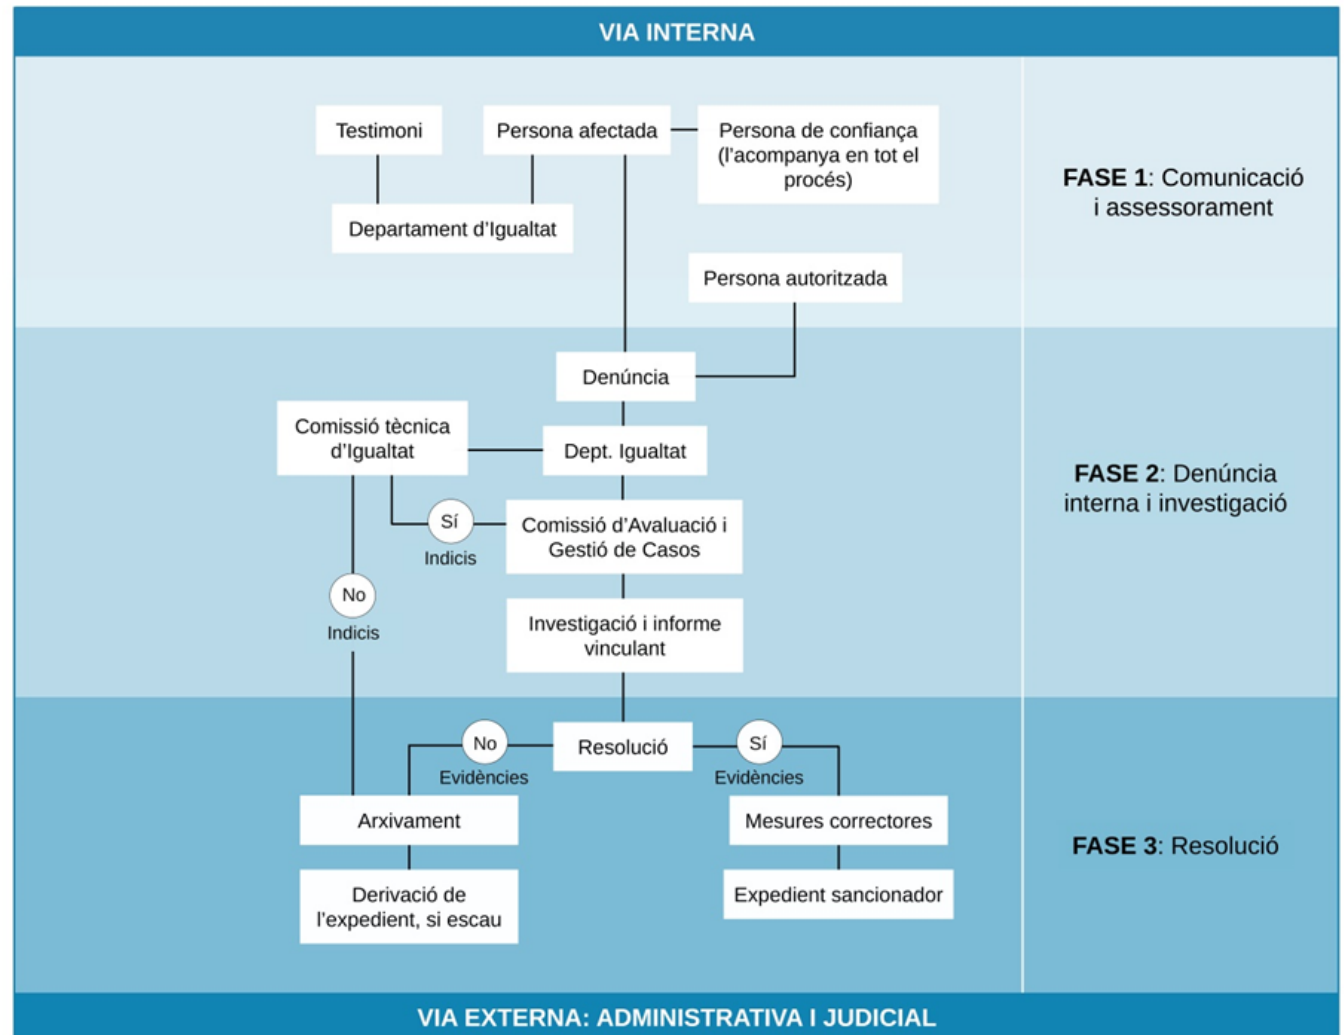 VIA INTERNA
Testimoni
Persona afectada
Persona de confiança
(l'acompanya en tot el
procés)
Departament d'Igualtat
Persona autoritzada
FASE 1: Comunicació
i assessorament
Denúncia
Comissió tècnica
d'Igualtat
Dept. Igualtat
Sí
Indicis
Comissió d'Avaluació i
Gestió de Casos
No
Indicis
Investigació i informe
vinculant
FASE 2: Denúncia
interna i investigació
No
Evidències
Resolució
Sí
Evidències
Arxivament
Mesures correctores
Derivació de
l'expedient, si escau
Expedient sancionador
FASE 3: Resolució
VIA EXTERNA: ADMINISTRATIVA I JUDICIAL